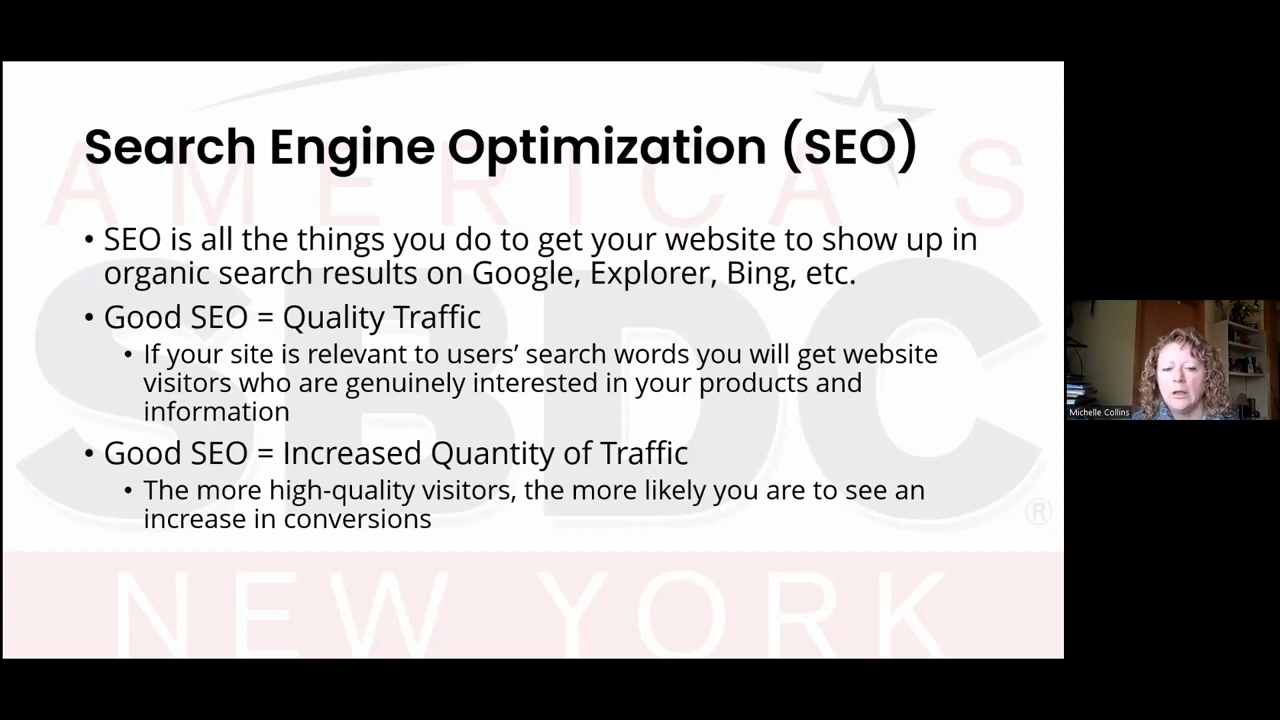 Search Engine Optimization (SEO)
AMERICA'S
• SEO is all the things you do to get your website to show up in
organic search results on Google, Explorer, Bing, etc.
• Good SEO = Quality Traffic
• If your site is relevant to users’ search words you will get website
visitors who are genuinely interested in your products and
information
• Good SEO = Increased Quantity of Traffic
• The more high-quality visitors, the more likely you are to see an
increase in conversions
SBDC®
NEW YORK
Michelle Collins